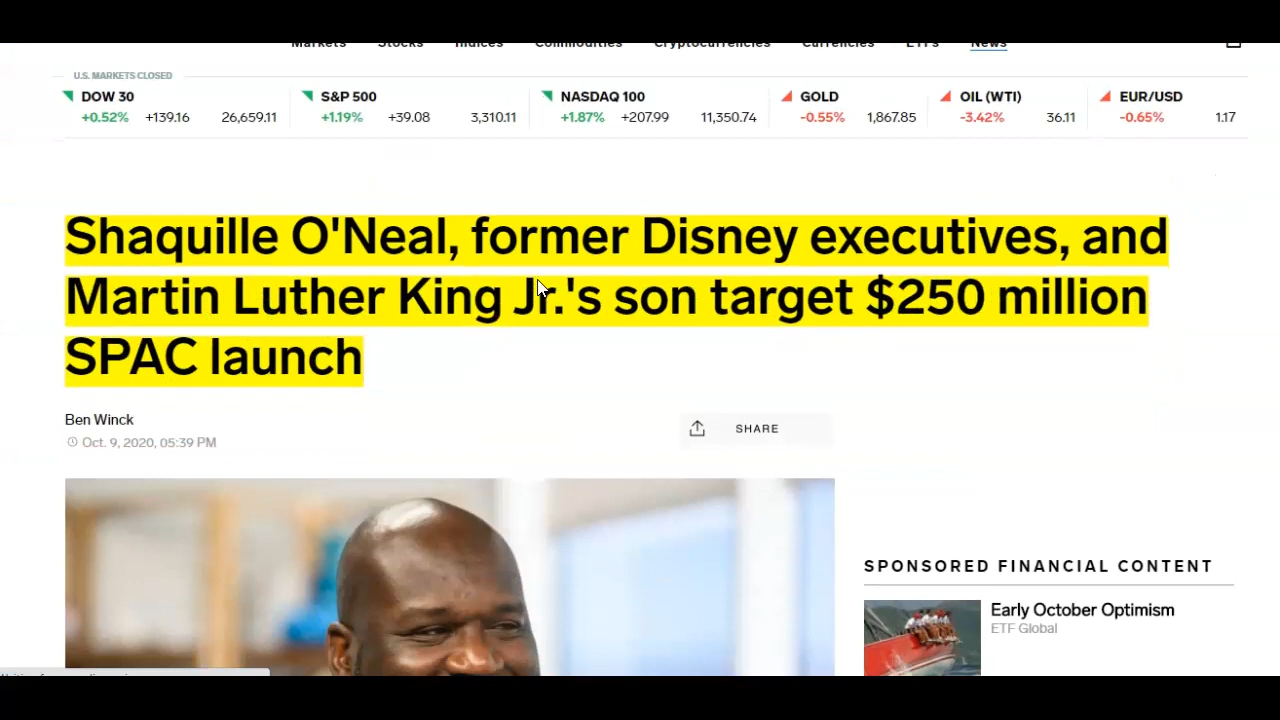 Markets Stocks Indices Commodities Cryptocurrencies Currencies ETFs News
U.S. MARKETS CLOSED
DOW 30
+0.52% +139.16 26,659.11
S&P 500
+1.19% +39.08 3,310.11
NASDAQ 100
+1.87% +207.99 11,350.74
GOLD
-0.55% 1,867.85
OIL (WTI)
-3.42% 36.11
EUR/USD
-0.65% 1.17
Shaquille O'Neal, former Disney executives, and
Martin Luther King Jr.'s son target $250 million
SPAC launch
Ben Winck
Oct. 9, 2020, 05:39 PM
SHARE
SPONSORED FINANCIAL CONTENT
Early October Optimism
ETF Global